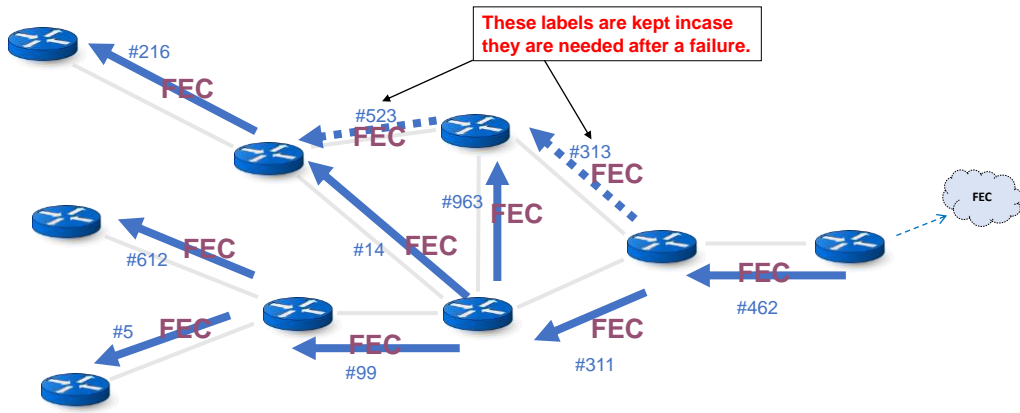 These labels are kept incase
they are needed after a failure.
#216
FEC
#523
FEC
#313
FEC
#963
FEC
FEC
#612
FEC
#14
FEC
FEC
#462
#5
FEC
FEC
#99
FEC
#311